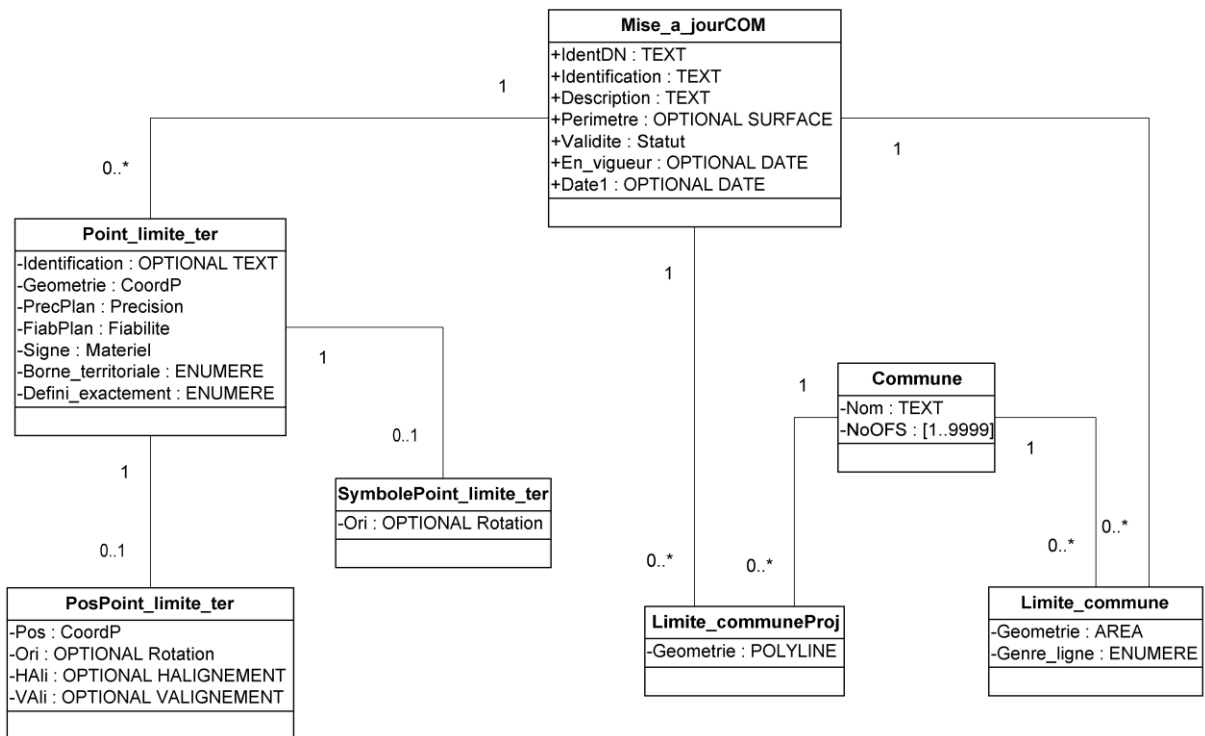 Mise_a_jourCOM
+IdentDN : TEXT
+Identification : TEXT
+Description : TEXT
+Perimetre : OPTIONAL SURFACE
+Validite : Statut
+En_vigueur : OPTIONAL DATE
+Date1 : OPTIONAL DATE
1
0..*
1
1
Point_limite_ter
-Identification : OPTIONAL TEXT
-Geometrie : CoordP
-PrecPlan : Precision
-FiabPlan : Fiabilite
-Signe : Materiel
-Borne_territoriale : ENUMERE
-Defini_exactement : ENUMERE
1
0..1
1
0..1
SymbolePoint_limite_ter
-Ori : OPTIONAL Rotation
PosPoint_limite_ter
-Pos : CoordP
-Ori : OPTIONAL Rotation
-HAli : OPTIONAL HALIGNEMENT
-VAli : OPTIONAL VALIGNEMENT
Commune
-Nom : TEXT
-NoOFS : [1..9999]
1
1
0..*
0..*
0..*
0..*
Limite_communeProj
-Geometrie : POLYLINE
Limite_commune
-Geometrie : AREA
-Genre_ligne : ENUMERE